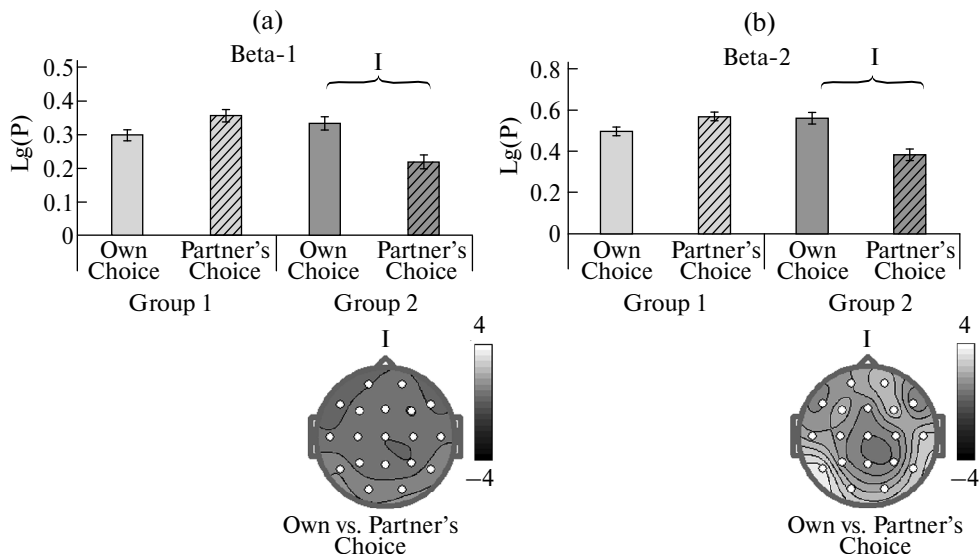 (a)
Beta-1
I
Lg(P)
0.5
0.4
0.3
0.2
0.1
0
Own Choice
Partner's Choice
Own Choice
Partner's Choice
Group 1
Group 2
I
4
−4
Own vs. Partner's
Choice
(b)
Beta-2
I
Lg(P)
0.8
0.6
0.4
0.2
0
Own Choice
Partner's Choice
Own Choice
Partner's Choice
Group 1
Group 2
I
4
−4
Own vs. Partner's
Choice